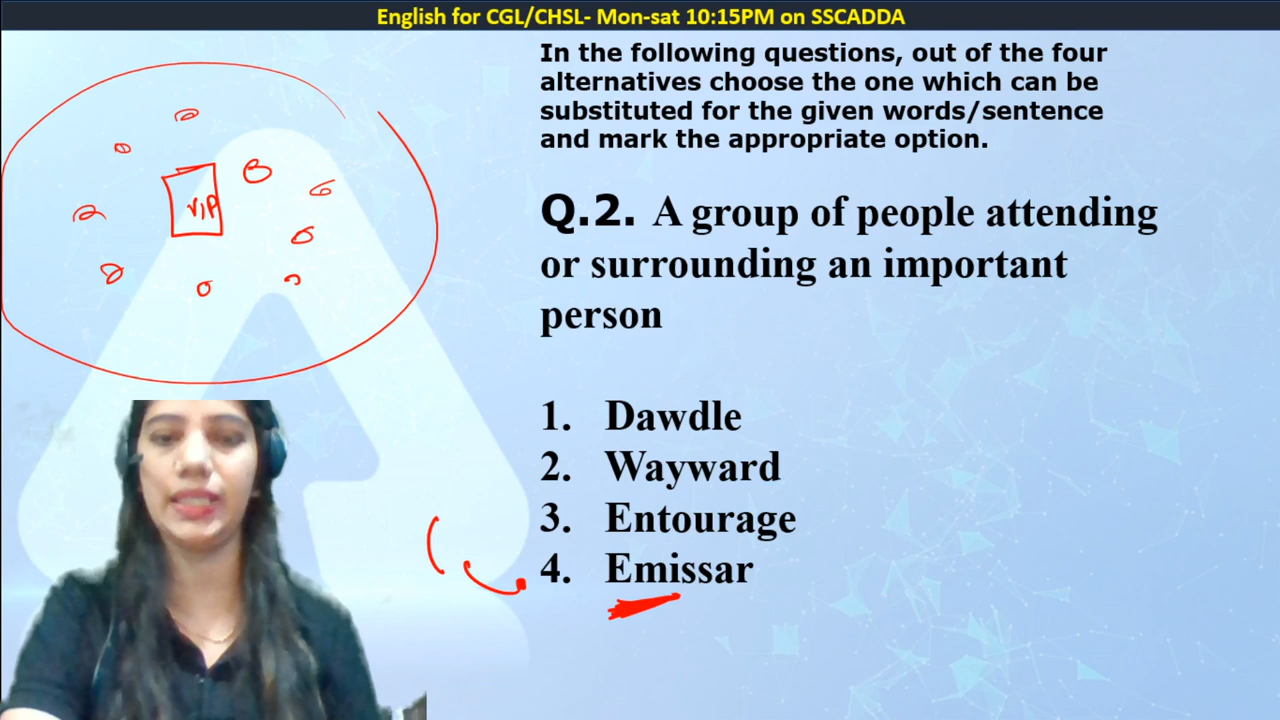 English for CGL/CHSL- Mon-sat 10:15PM on SSCADDA
In the following questions, out of the four
alternatives choose the one which can be
substituted for the given words/sentence
and mark the appropriate option.
Q.2. A group of people attending
or surrounding an important
person
1. Dawdle
2. Wayward
3. Entourage
4. Emissar
VIP